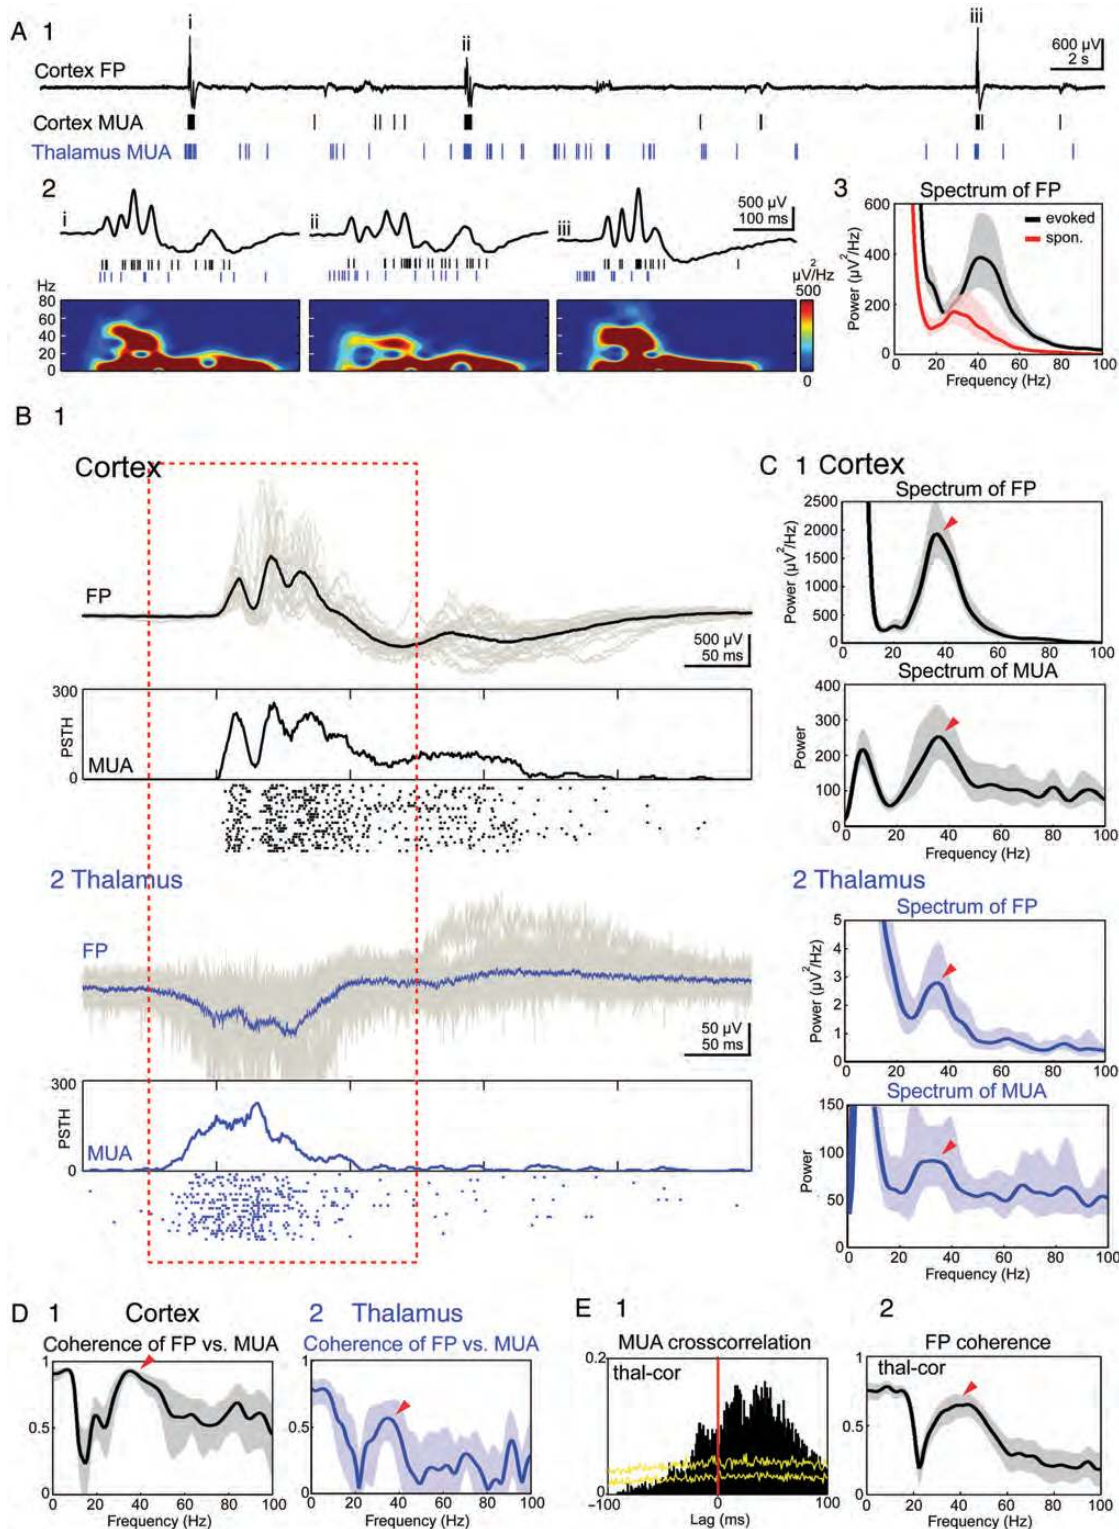 A 1
i
ii
iii
600 µV
2 s
Cortex FP
Cortex MUA
Thalamus MUA
2
i
ii
iii
500 µV
100 ms
Hz
80
60
40
20
0
µV²/Hz
500
0
3
Spectrum of FP
evoked
spon.
Power (µV²/Hz)
600
400
200
0
0 20 40 60 80 100
Frequency (Hz)
B 1
Cortex
FP
500 µV
50 ms
300
PSTH
MUA
0
2 Thalamus
FP
50 µV
50 ms
300
PSTH
MUA
0
C 1 Cortex
Spectrum of FP
Power (µV²/Hz)
2500
2000
1500
1000
500
0
0 20 40 60 80 100
Spectrum of MUA
Power
400
300
200
100
0
0 20 40 60 80 100
Frequency (Hz)
2 Thalamus
Spectrum of FP
Power (µV²/Hz)
5
4
3
2
1
0
0 20 40 60 80 100
Spectrum of MUA
Power
150
100
50
0
0 20 40 60 80 100
Frequency (Hz)
D 1 Cortex
Coherence of FP vs. MUA
1
0.5
0
0 20 40 60 80 100
Frequency (Hz)
2 Thalamus
Coherence of FP vs. MUA
1
0.5
0
0 20 40 60 80 100
Frequency (Hz)
E 1
MUA crosscorrelation
thal-cor
0.2
0
−100 0 100
Lag (ms)
2
FP coherence
thal-cor
1
0.5
0
0 20 40 60 80 100
Frequency (Hz)